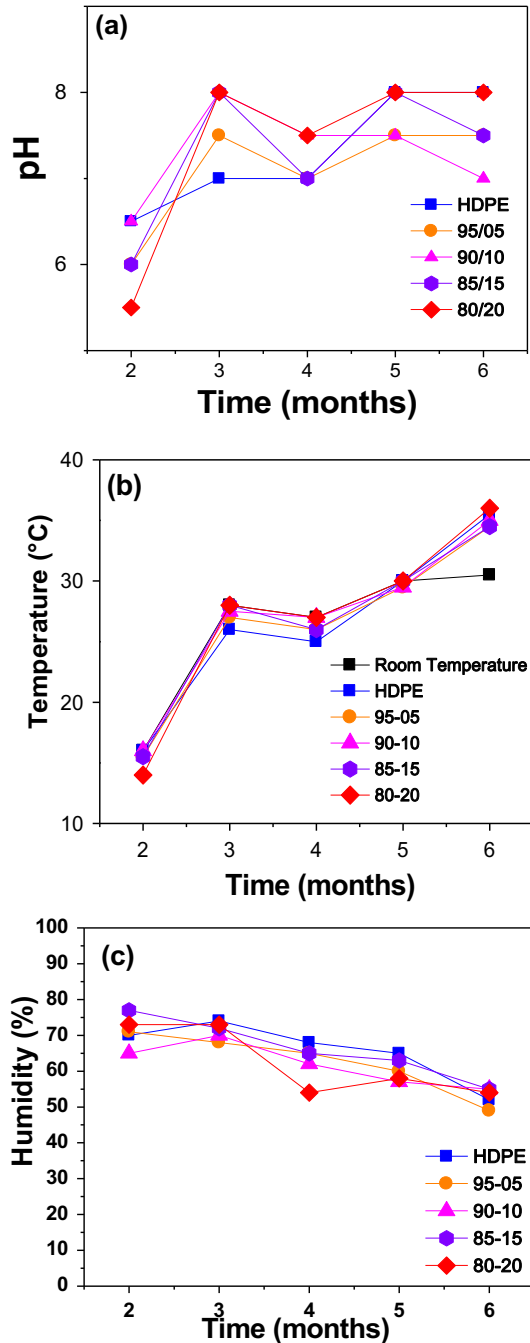 (a)
8
6
pH
HDPE
95/05
90/10
85/15
80/20
2 3 4 5 6
Time (months)
(b)
40
30
20
10
Temperature (°C)
Room Temperature
HDPE
95-05
90-10
85-15
80-20
2 3 4 5 6
Time (months)
(c)
100
90
80
70
60
50
40
30
20
10
0
Humidity (%)
HDPE
95-05
90-10
85-15
80-20
2 3 4 5 6
Time (months)